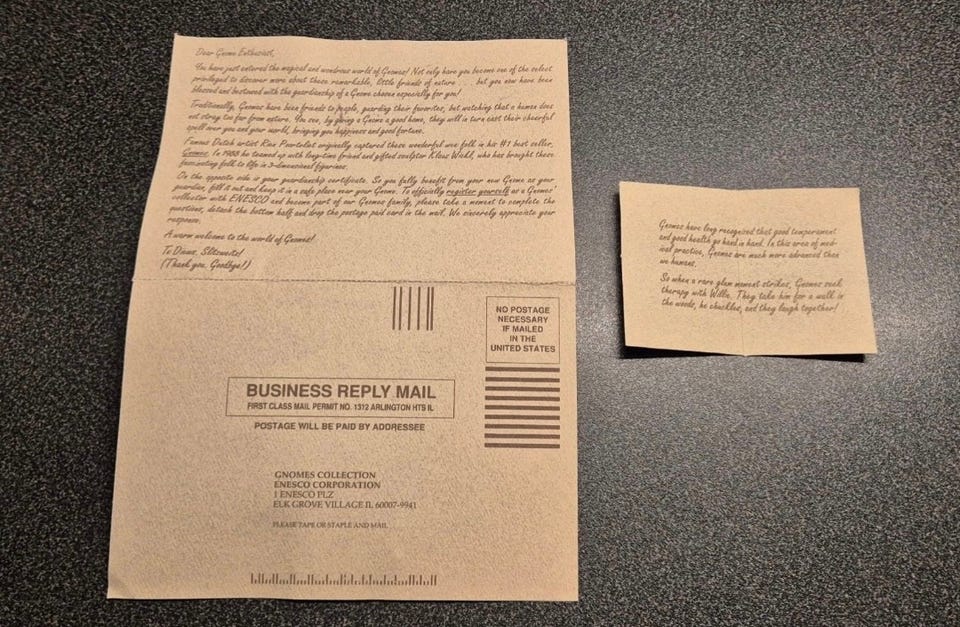 Dear Gnome Enthusiast,
You have just entered the magical and wondrous world of Gnomes! Not only have you become one of the select
privileged to discover more about these remarkable, little friends of nature . . . but you now have been
blessed and bestowed with the guardianship of a Gnome chosen especially for you!
Traditionally, Gnomes have been friends to people, guarding their favorites, but watching that a human does
not stray too far from nature. You see, by giving a Gnome a good home, they will in turn cast their cheerful
spell over you and your world, bringing you happiness and good fortune.
Famous Dutch artist Rien Poortvliet originally captured these wonderful wee folk in his #1 best seller,
Gnomes. In 1988 he teamed up with long-time friend and gifted sculptor Klaus Wickl, who has brought these
fascinating folk to life in 3-dimensional figurines.
On the opposite side is your guardianship certificate. So you fully benefit from your new Gnome as your
guardian, fill it out and keep it in a safe place near your Gnome. To officially register yourself as a Gnomes'
collector with ENESCO and become part of our Gnomes family, please take a moment to complete the
questions, detach the bottom half and drop the postage paid card in the mail. We sincerely appreciate your
response.
A warm welcome to the world of Gnomes!
To Diews, Slitzweitz!
(Thank you, Goodbye!)
NO POSTAGE
NECESSARY
IF MAILED
IN THE
UNITED STATES
BUSINESS REPLY MAIL
FIRST CLASS MAIL PERMIT NO. 1312 ARLINGTON HTS IL
POSTAGE WILL BE PAID BY ADDRESSEE
GNOMES COLLECTION
ENESCO CORPORATION
1 ENESCO PLZ
ELK GROVE VILLAGE IL 60007-9941
PLEASE TAPE OR STAPLE AND MAIL
Gnomes have long recognized that good temperament
and good health go hand in hand. In this area of med-
ical practice, Gnomes are much more advanced than
we humans.
So when a rare glum moment strikes, Gnomes seek
therapy with Willie. They take him for a walk in
the woods, he chuckles, and they laugh together!